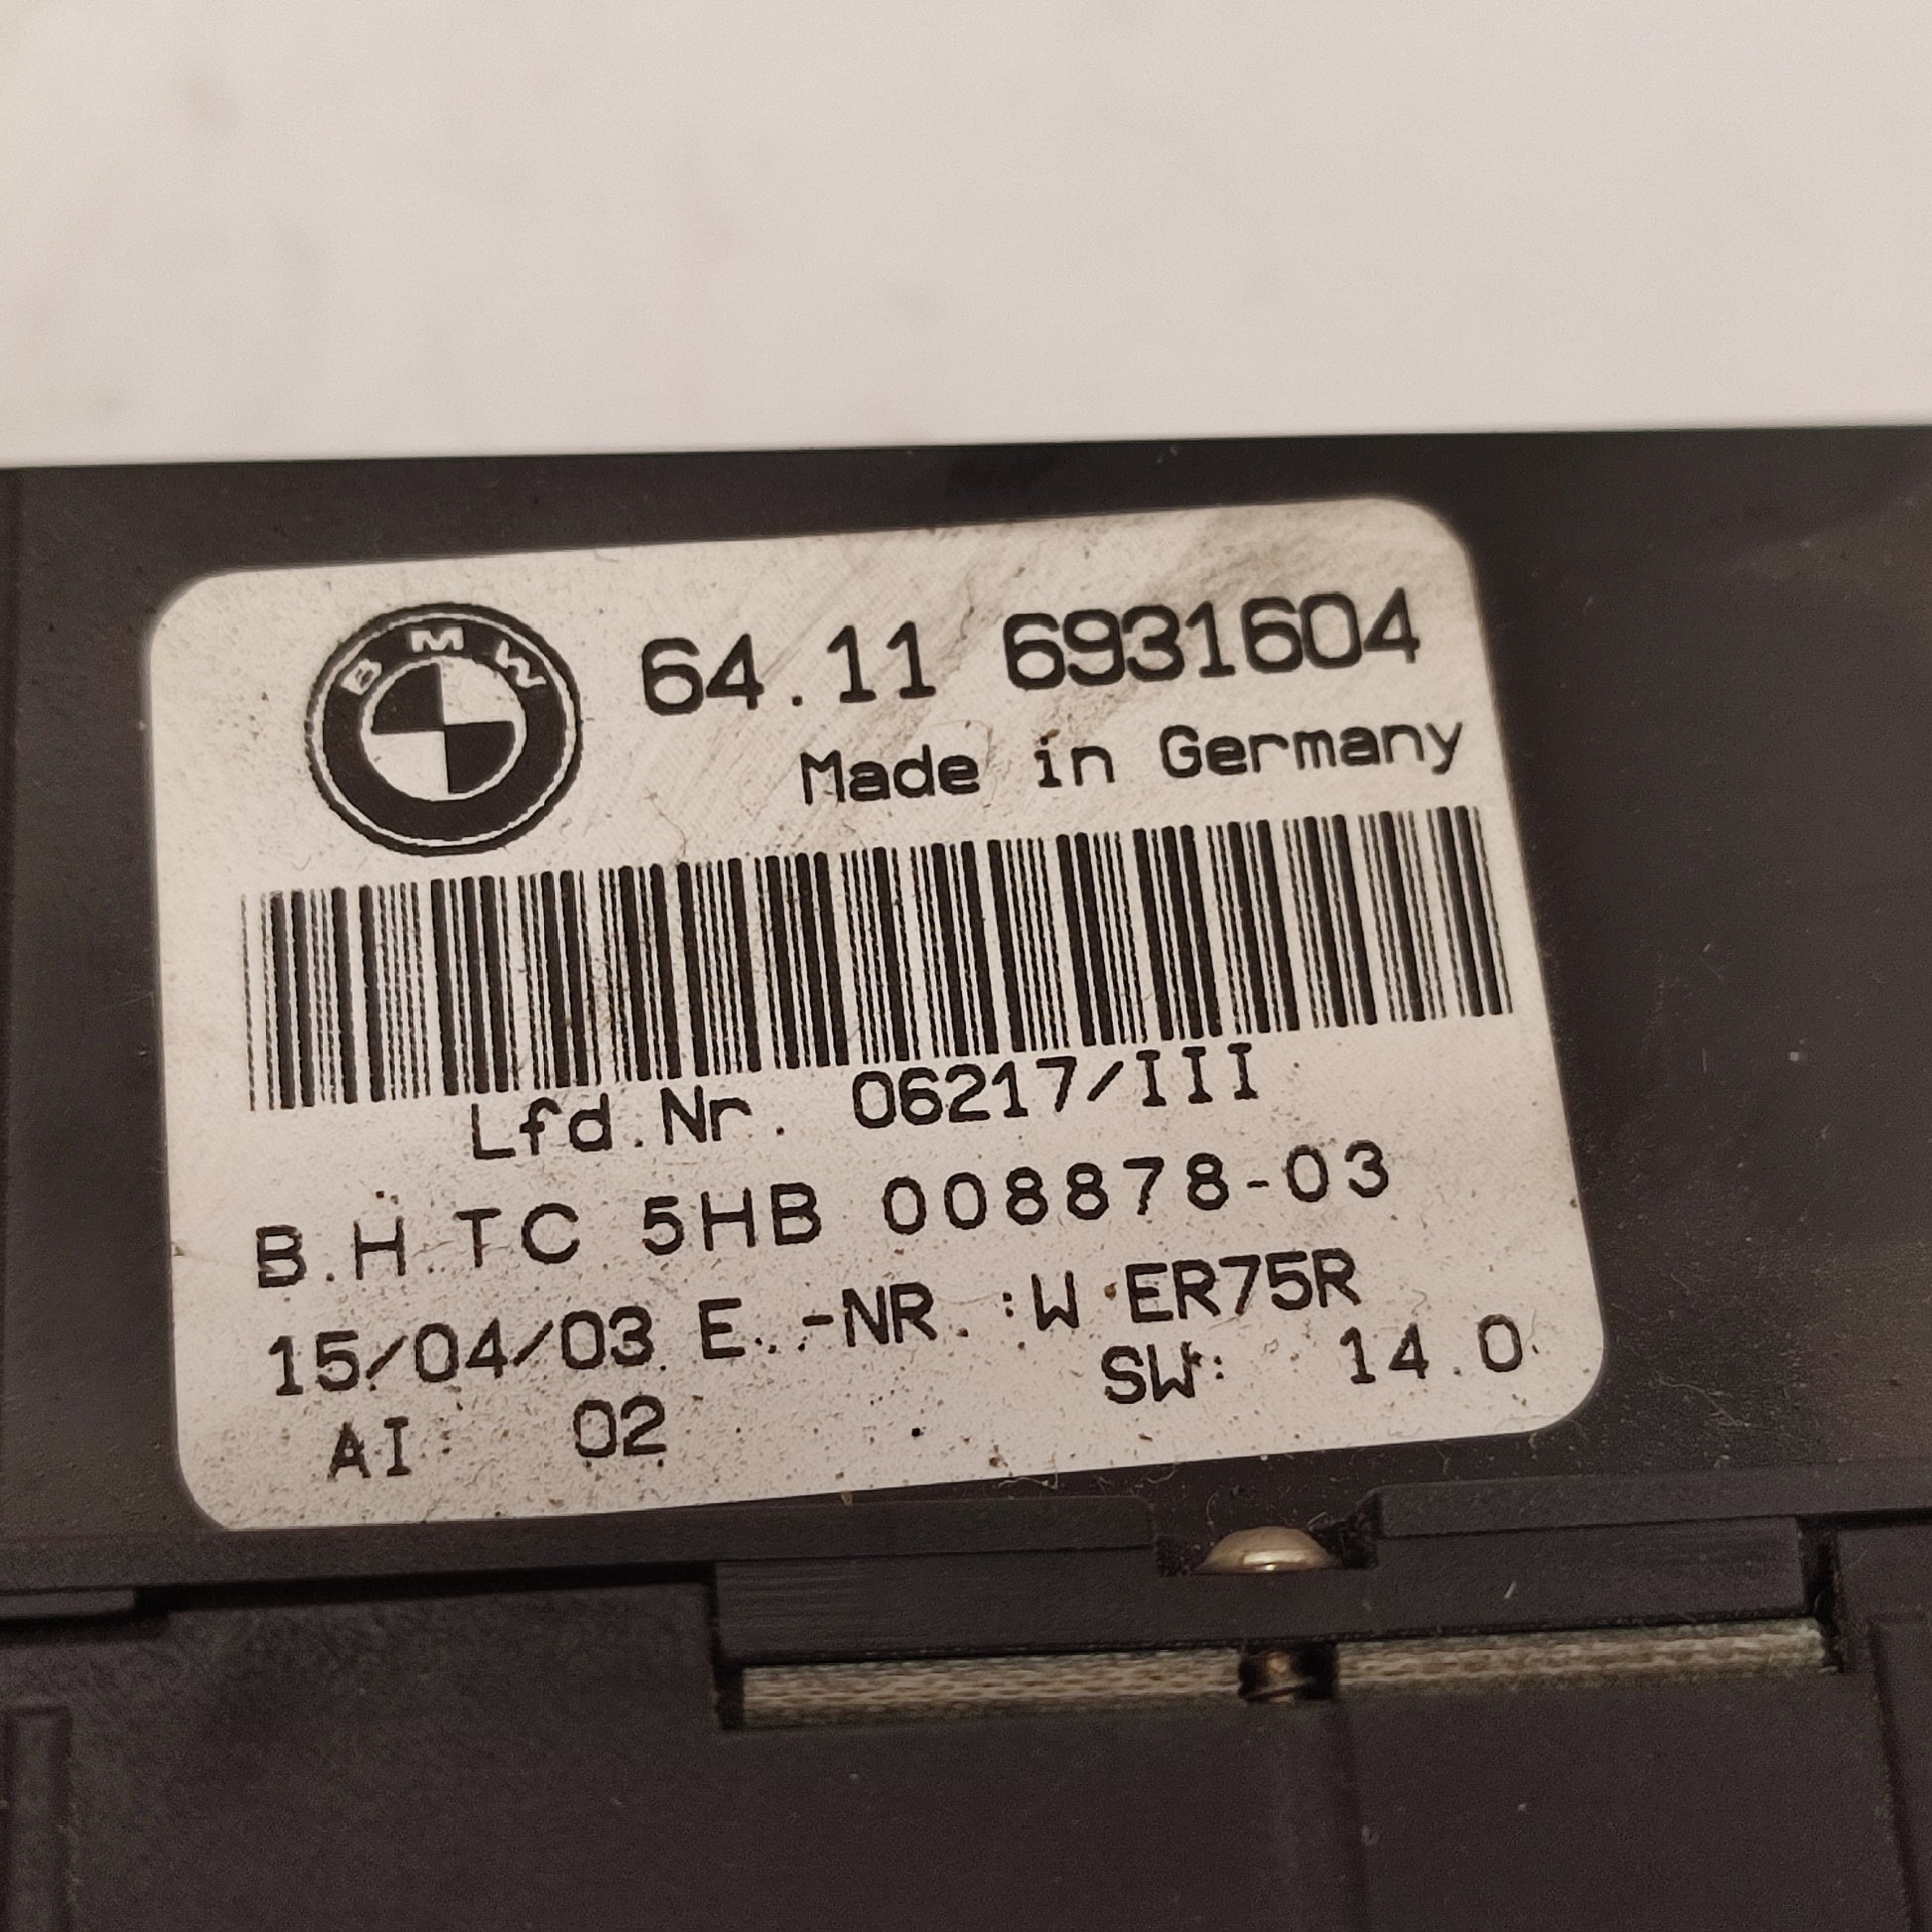 BMW
64.11 6931604
Made in Germany
Lfd.Nr. 06217/III
B.H.TC 5HB 008878-03
15/04/03 E.-NR.:W ER75R
AI: 02 SW: 14.0